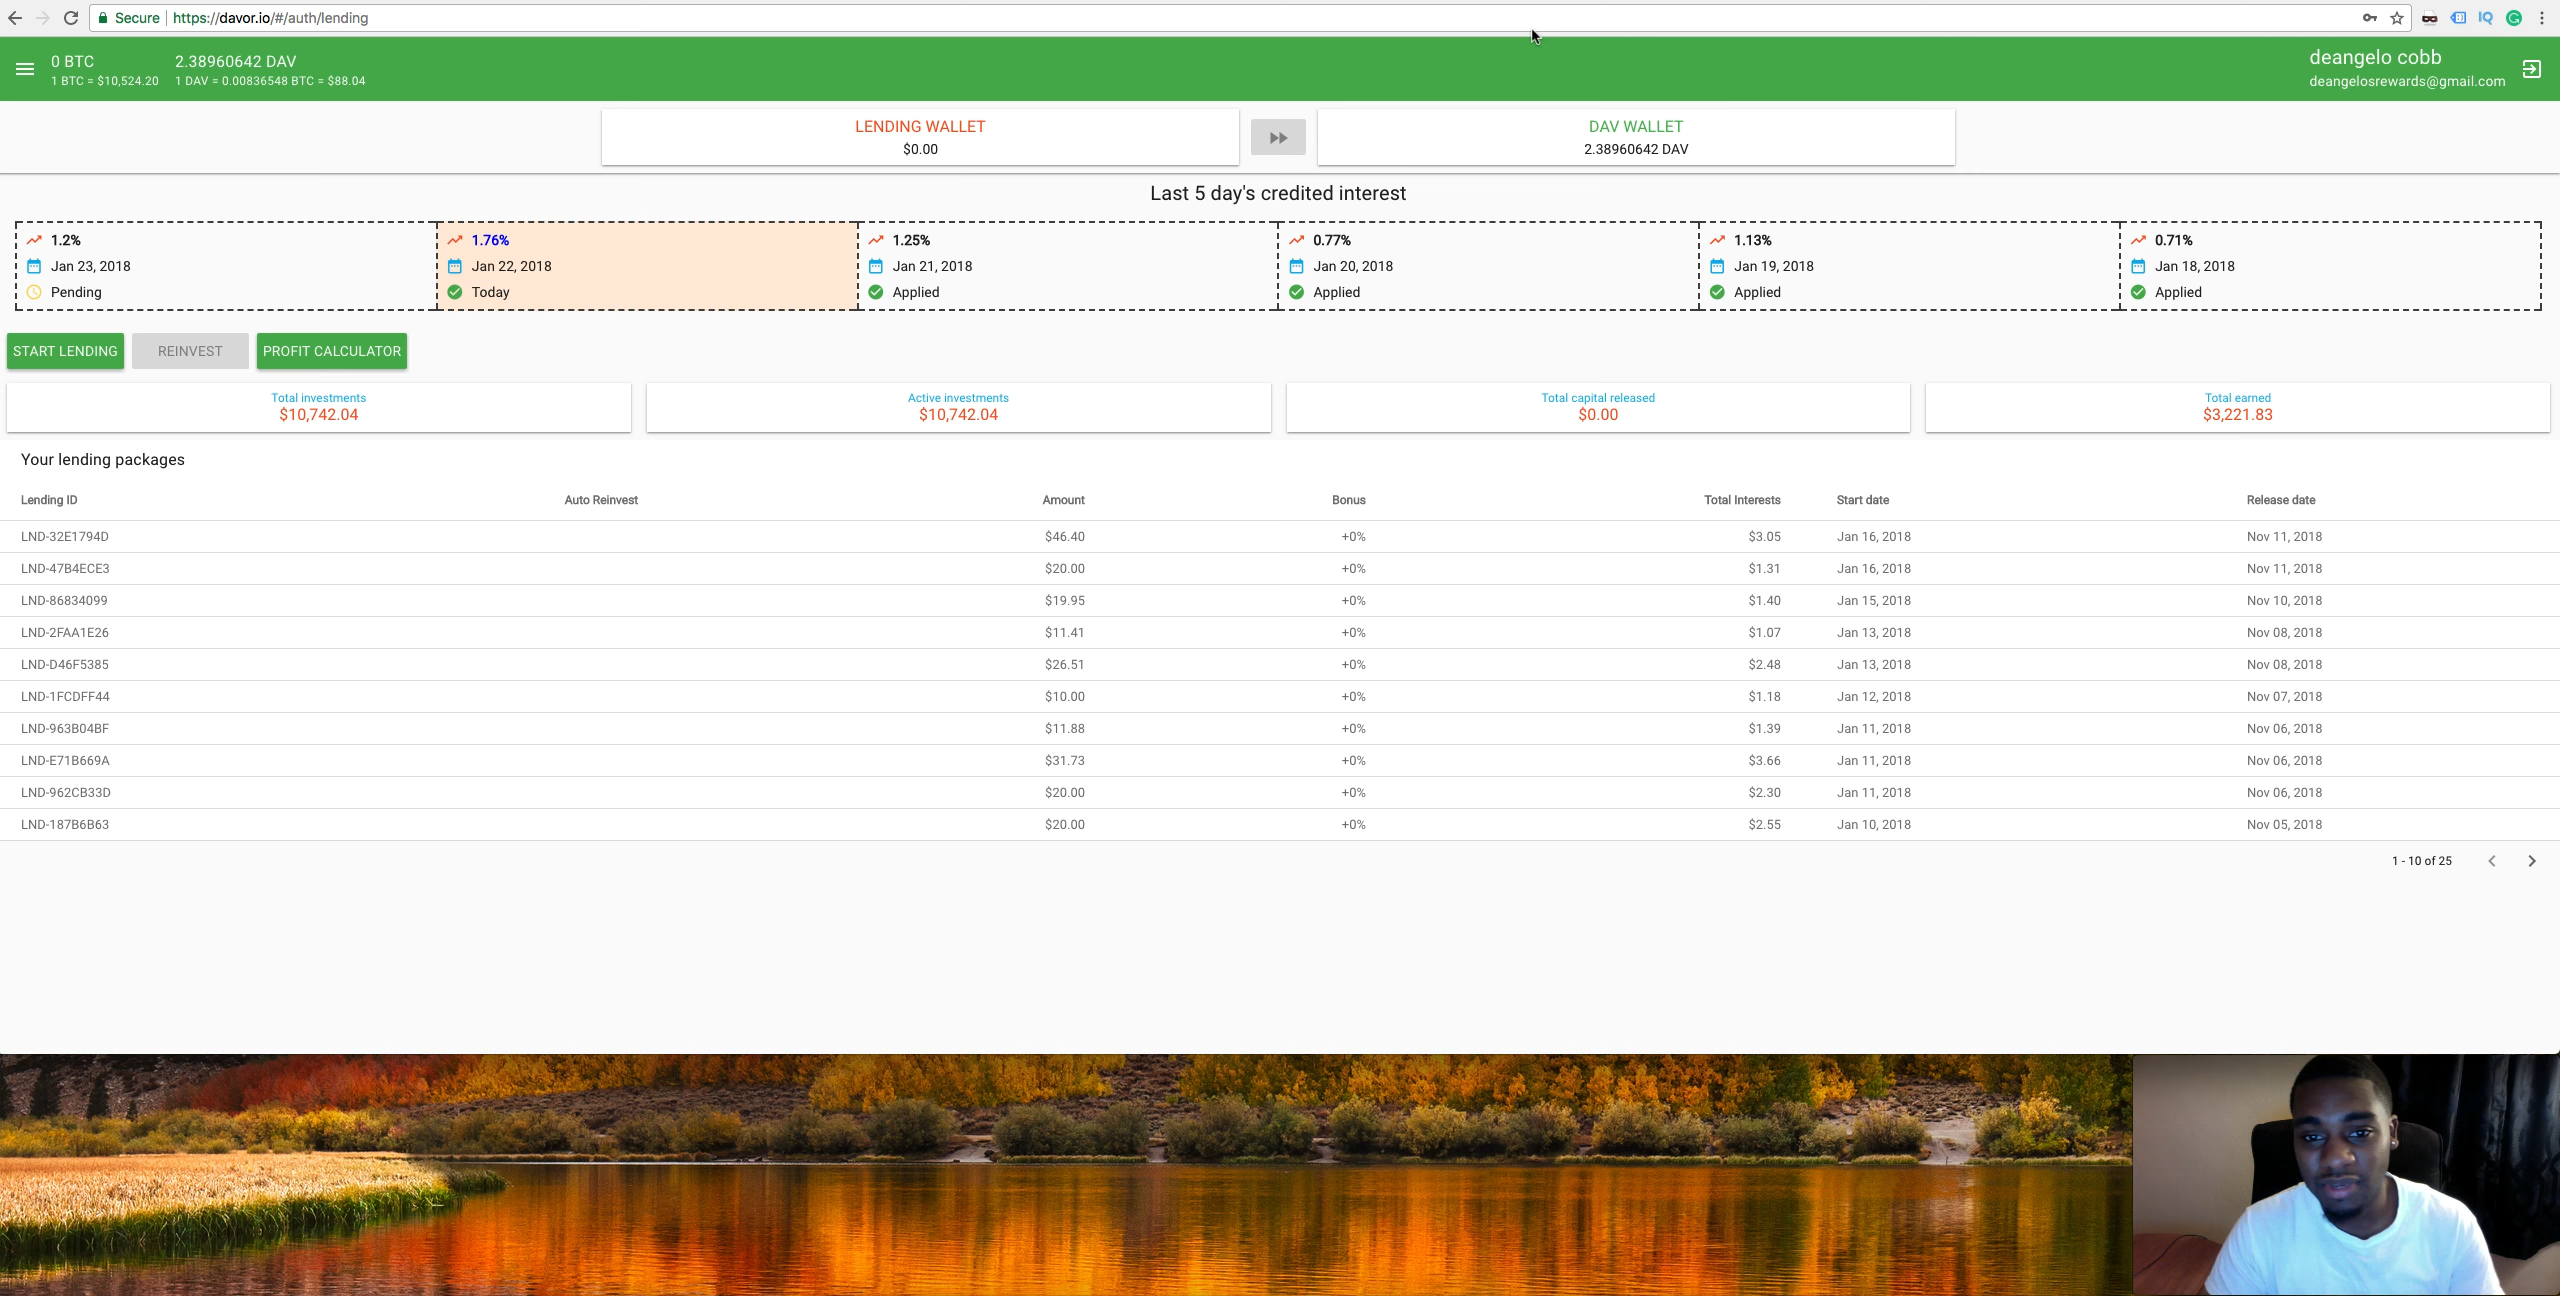 Secure | https://davor.io/#/auth/lending
0 BTC 2.38960642 DAV
1 BTC = $10,524.20 1 DAV = 0.00836548 BTC = $88.04
deangelo cobb
deangelosrewards@gmail.com
LENDING WALLET
$0.00
DAV WALLET
2.38960642 DAV
Last 5 day's credited interest
1.2% 1.76% 1.25% 0.77% 1.13% 0.71%
Jan 23, 2018 Jan 22, 2018 Jan 21, 2018 Jan 20, 2018 Jan 19, 2018 Jan 18, 2018
Pending Today Applied Applied Applied Applied
START LENDING REINVEST PROFIT CALCULATOR
Total investments Active investments Total capital released Total earned
$10,742.04 $10,742.04 $0.00 $3,221.83
Your lending packages
Lending ID Auto Reinvest Amount Bonus Total Interests Start date Release date
LND-32E1794D $46.40 +0% $3.05 Jan 16, 2018 Nov 11, 2018
LND-47B4ECE3 $20.00 +0% $1.31 Jan 16, 2018 Nov 11, 2018
LND-86834099 $19.95 +0% $1.40 Jan 15, 2018 Nov 10, 2018
LND-2FAA1E26 $11.41 +0% $1.07 Jan 13, 2018 Nov 08, 2018
LND-D46F5385 $26.51 +0% $2.48 Jan 13, 2018 Nov 08, 2018
LND-1FCDFF44 $10.00 +0% $1.18 Jan 12, 2018 Nov 07, 2018
LND-963B04BF $11.88 +0% $1.39 Jan 11, 2018 Nov 06, 2018
LND-E71B669A $31.73 +0% $3.66 Jan 11, 2018 Nov 06, 2018
LND-962CB33D $20.00 +0% $2.30 Jan 11, 2018 Nov 06, 2018
LND-187B6B63 $20.00 +0% $2.55 Jan 10, 2018 Nov 05, 2018
1 - 10 of 25